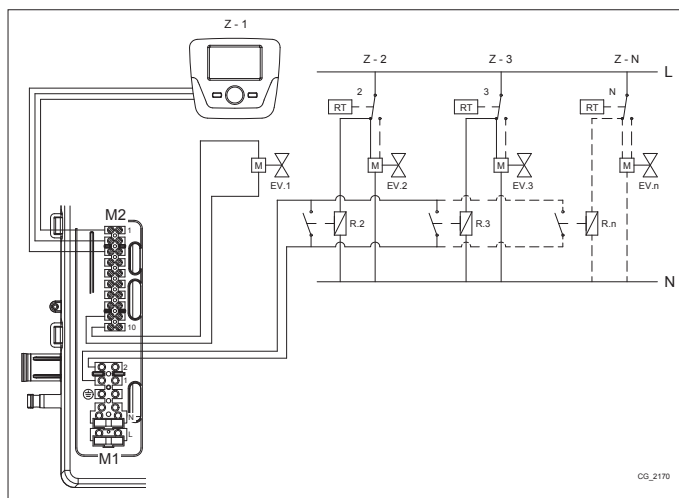 Z - 1
Z - 2 Z - 3 Z - N
L
2 3 N
RT RT RT
M M M M
EV.1 EV.2 EV.3 EV.n
M2
1
R.2 R.3 R.n
N
10
2
1
N
L
M1
CG_2170